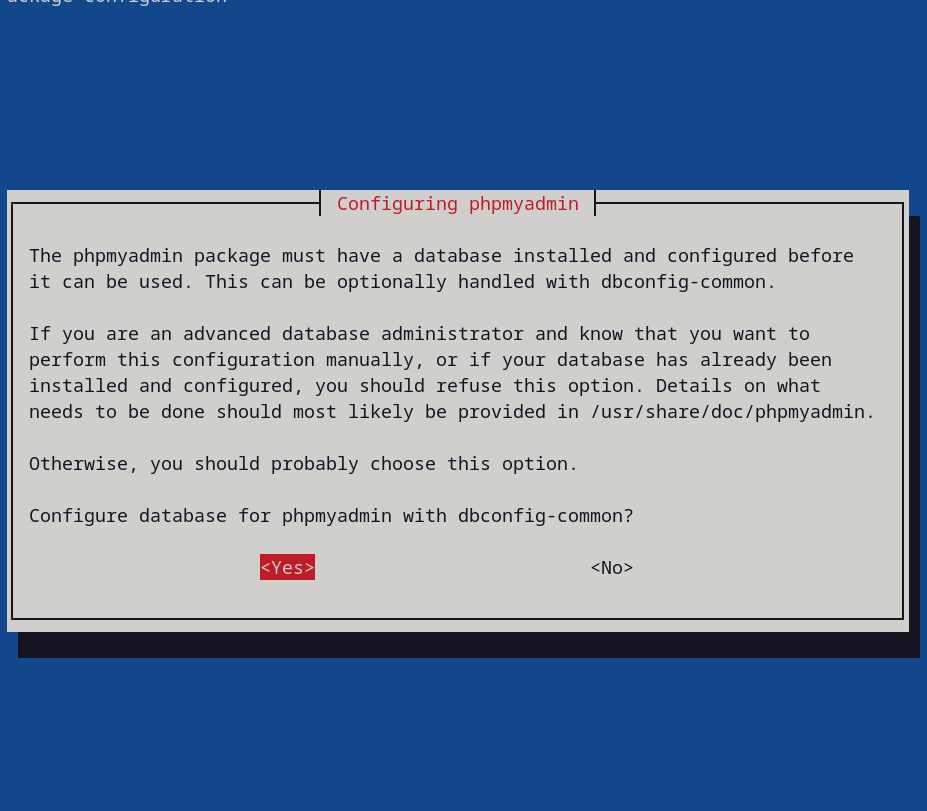 Configuring phpmyadmin
The phpmyadmin package must have a database installed and configured before
it can be used. This can be optionally handled with dbconfig-common.
If you are an advanced database administrator and know that you want to
perform this configuration manually, or if your database has already been
installed and configured, you should refuse this option. Details on what
needs to be done should most likely be provided in /usr/share/doc/phpmyadmin.
Otherwise, you should probably choose this option.
Configure database for phpmyadmin with dbconfig-common?
<Yes> <No>